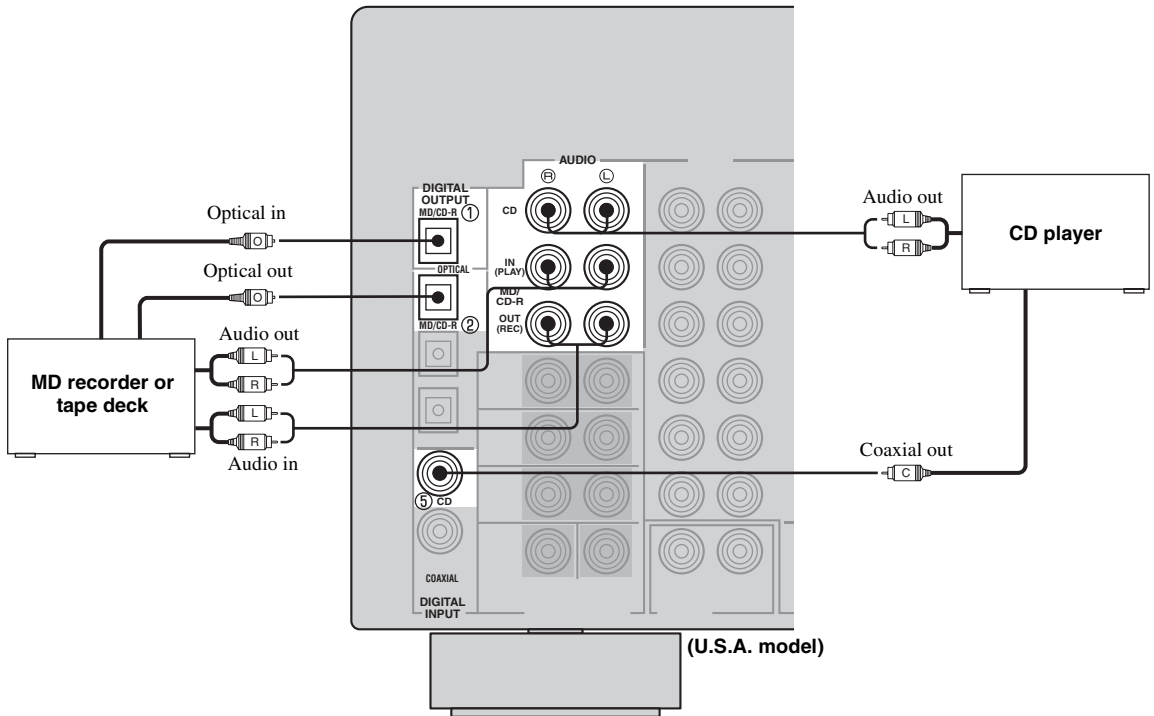 AUDIO
R L
DIGITAL
OUTPUT
MD/CD-R ①
CD
Optical in
O
OPTICAL
IN
(PLAY)
MD/
CD-R
OUT
(REC)
Optical out
O
MD/CD-R ②
Audio out
L
R
MD recorder or
tape deck
L
R
Audio in
Audio out
L
R
CD player
Coaxial out
C
⑤ CD
COAXIAL
DIGITAL
INPUT
(U.S.A. model)